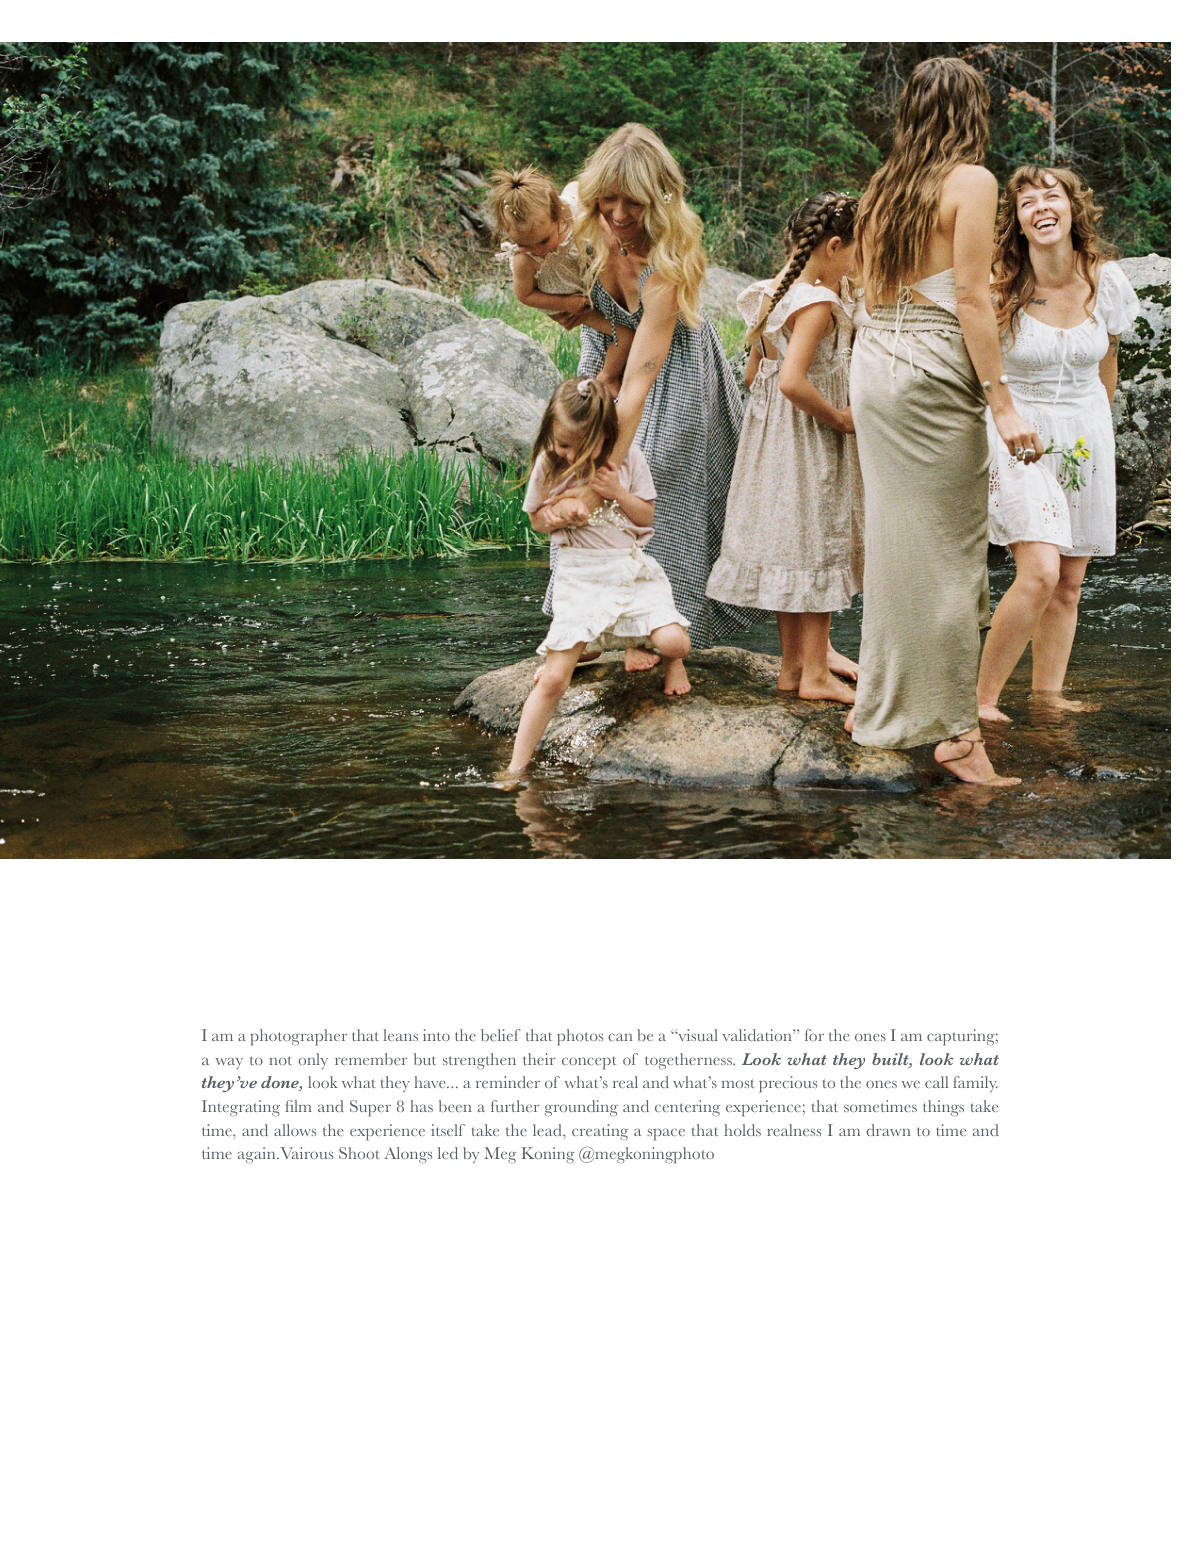 I am a photographer that leans into the belief that photos can be a “visual validation” for the ones I am capturing;
a way to not only remember but strengthen their concept of togetherness. Look what they built, look what
they’ve done, look what they have... a reminder of what’s real and what’s most precious to the ones we call family.
Integrating film and Super 8 has been a further grounding and centering experience; that sometimes things take
time, and allows the experience itself take the lead, creating a space that holds realness I am drawn to time and
time again.Vairous Shoot Alongs led by Meg Koning @megkoningphoto